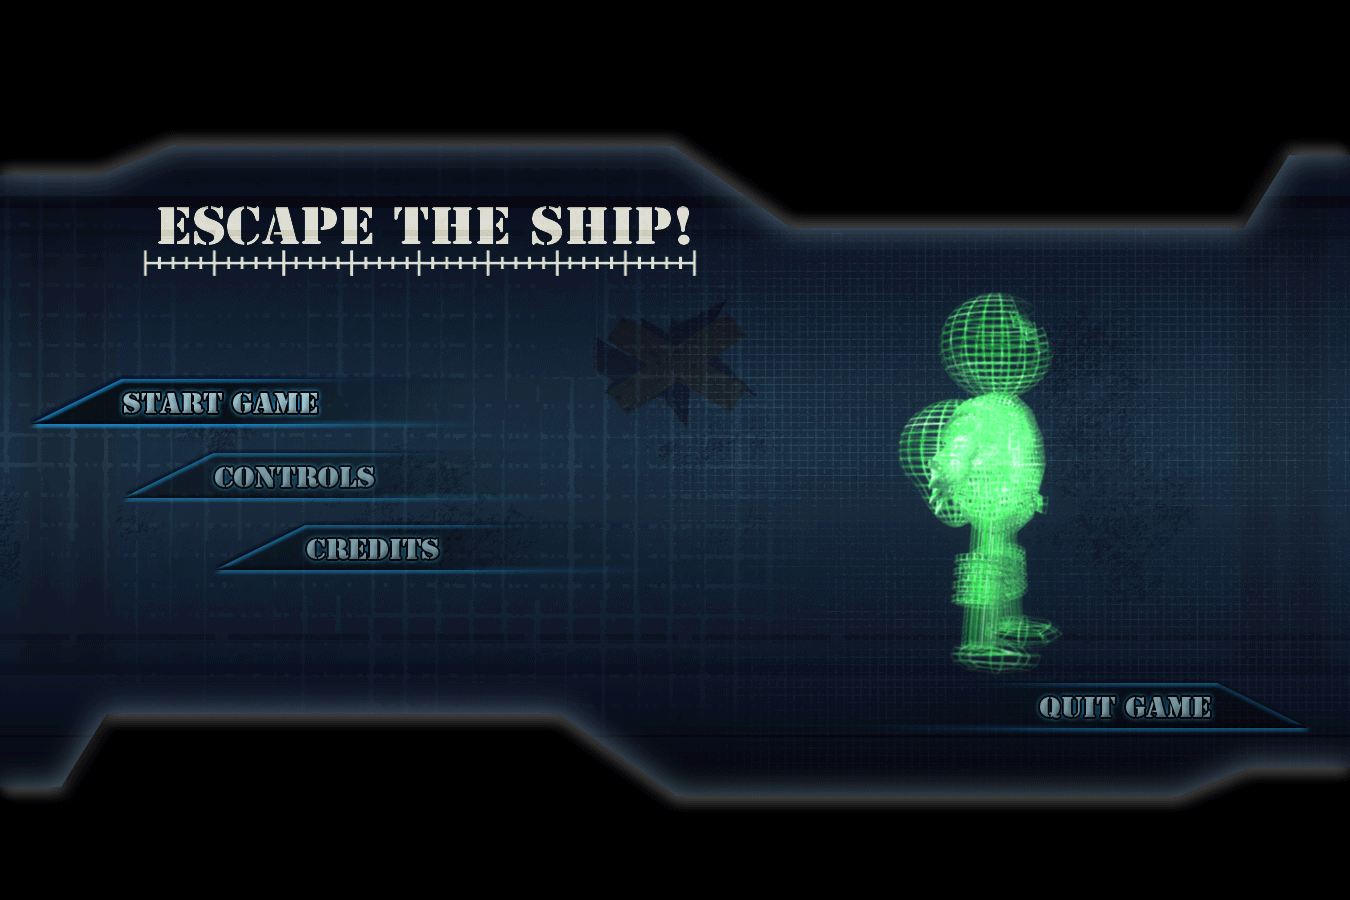 ESCAPE THE SHIP!
START GAME
CONTROLS
CREDITS
QUIT GAME